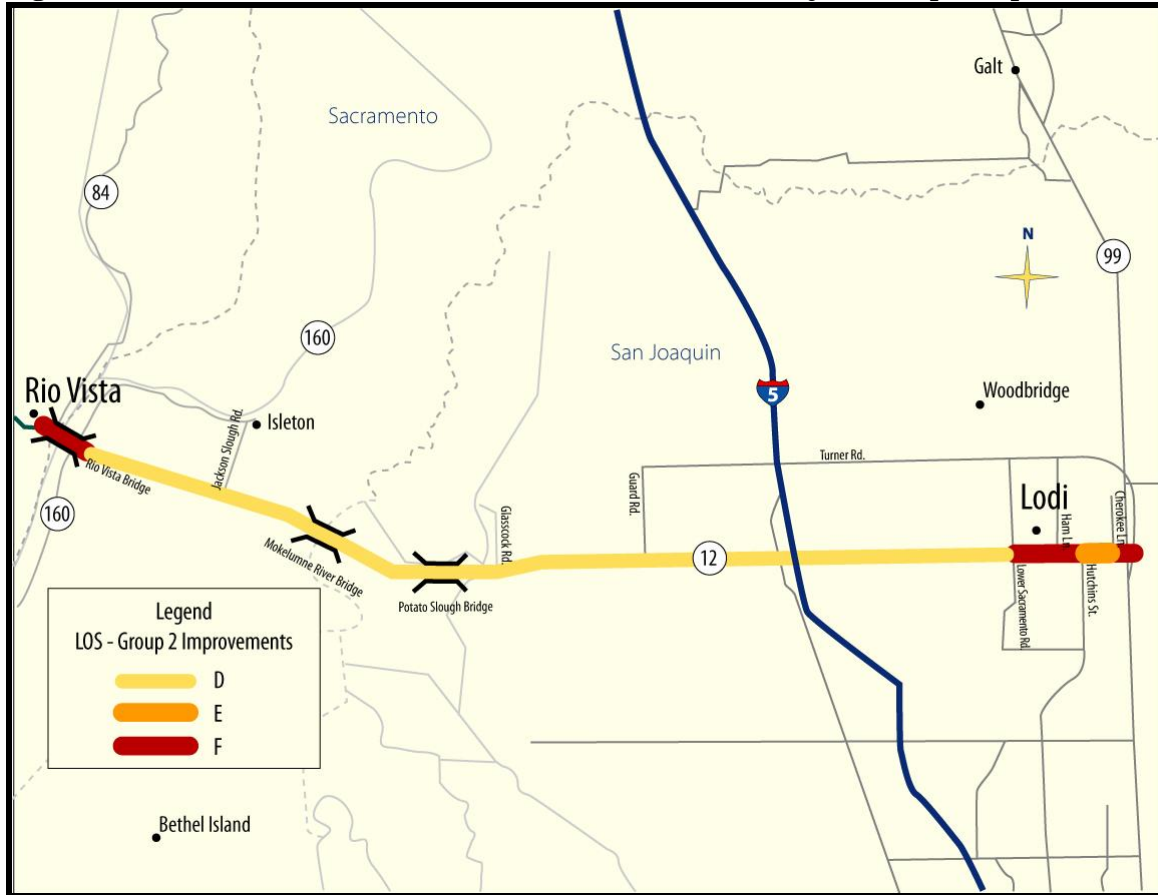 Galt
Sacramento
84
99
N
160
San Joaquin
5
Rio Vista
Woodbridge
Isleton
Jackson Slough Rd.
Turner Rd.
Rio Vista Bridge
Guard Rd.
Lodi
Ham Ln.
Cherokee Ln.
160
Glasscock Rd.
Mokelumne River Bridge
12
Potato Slough Bridge
Lower Sacramento Rd.
Hutchins St.
Legend
LOS - Group 2 Improvements
D
E
F
Bethel Island